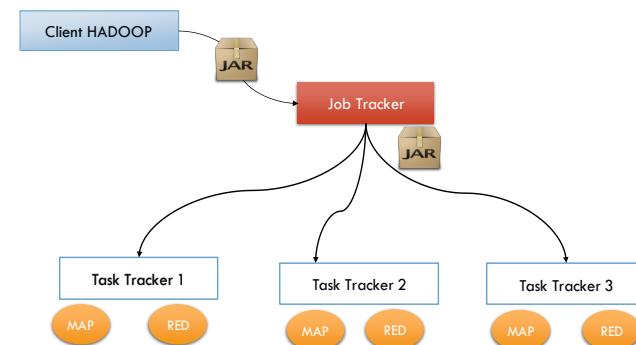 Client HADOOP
JAR
Job Tracker
JAR
Task Tracker 1
Task Tracker 2
Task Tracker 3
MAP
RED
MAP
RED
MAP
RED